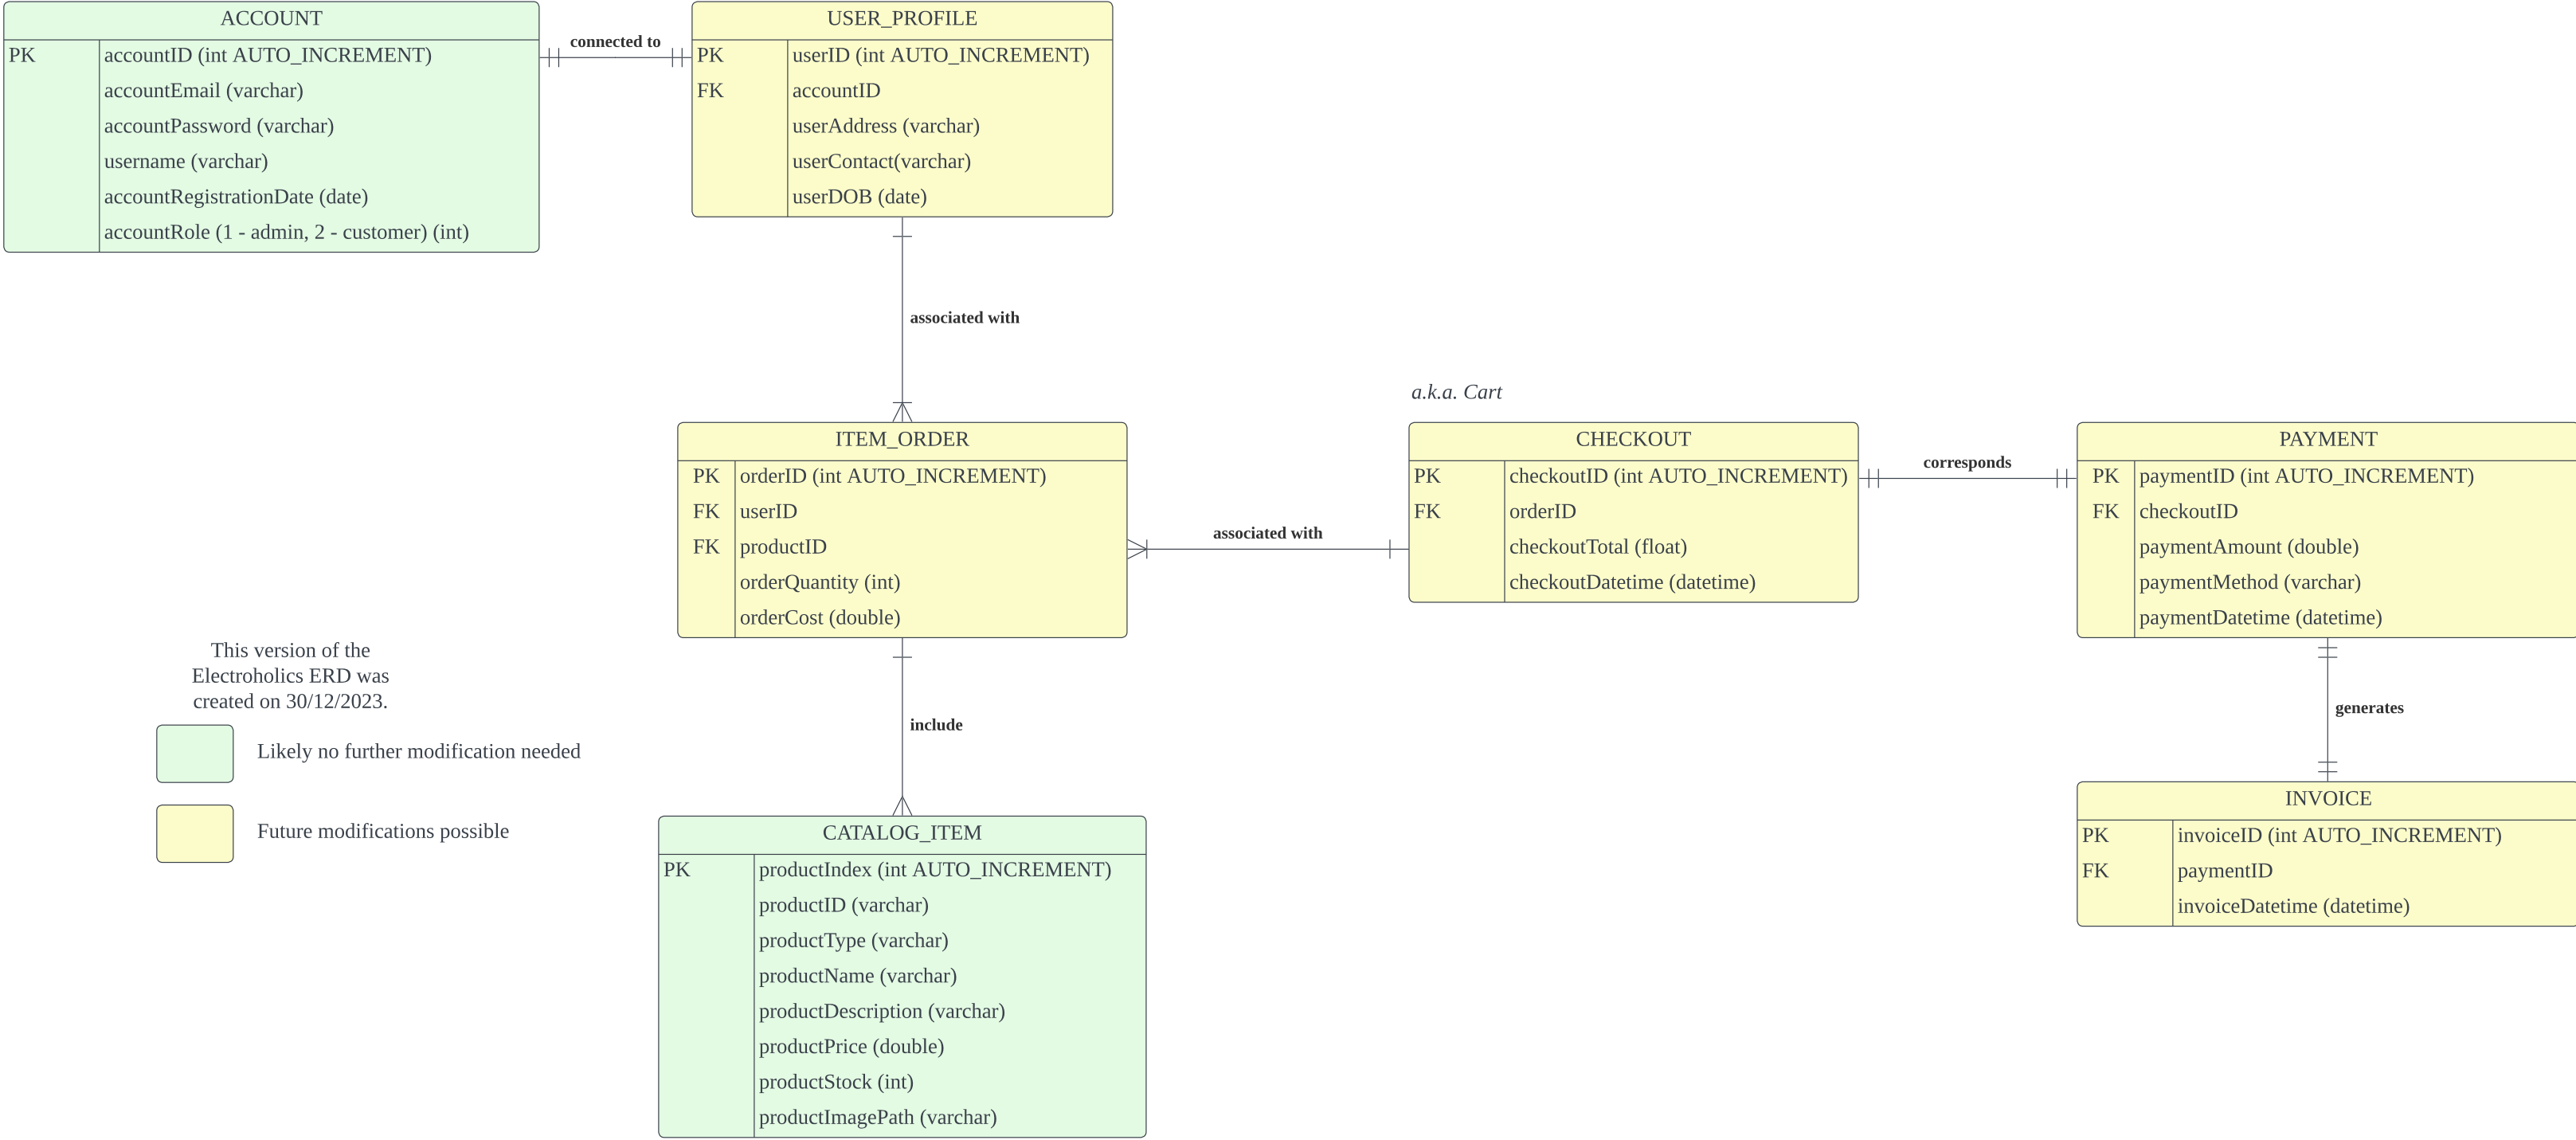 ACCOUNT
PK accountID (int AUTO_INCREMENT)
accountEmail (varchar)
accountPassword (varchar)
username (varchar)
accountRegistrationDate (date)
accountRole (1 - admin, 2 - customer) (int)
connected to
USER_PROFILE
PK userID (int AUTO_INCREMENT)
FK accountID
userAddress (varchar)
userContact(varchar)
userDOB (date)
associated with
ITEM_ORDER
PK orderID (int AUTO_INCREMENT)
FK userID
FK productID
orderQuantity (int)
orderCost (double)
associated with
a.k.a. Cart
CHECKOUT
PK checkoutID (int AUTO_INCREMENT)
FK orderID
checkoutTotal (float)
checkoutDatetime (datetime)
corresponds
PAYMENT
PK paymentID (int AUTO_INCREMENT)
FK checkoutID
paymentAmount (double)
paymentMethod (varchar)
paymentDatetime (datetime)
generates
INVOICE
PK invoiceID (int AUTO_INCREMENT)
FK paymentID
invoiceDatetime (datetime)
include
CATALOG_ITEM
PK productIndex (int AUTO_INCREMENT)
productID (varchar)
productType (varchar)
productName (varchar)
productDescription (varchar)
productPrice (double)
productStock (int)
productImagePath (varchar)
This version of the
Electroholics ERD was
created on 30/12/2023.
Likely no further modification needed
Future modifications possible